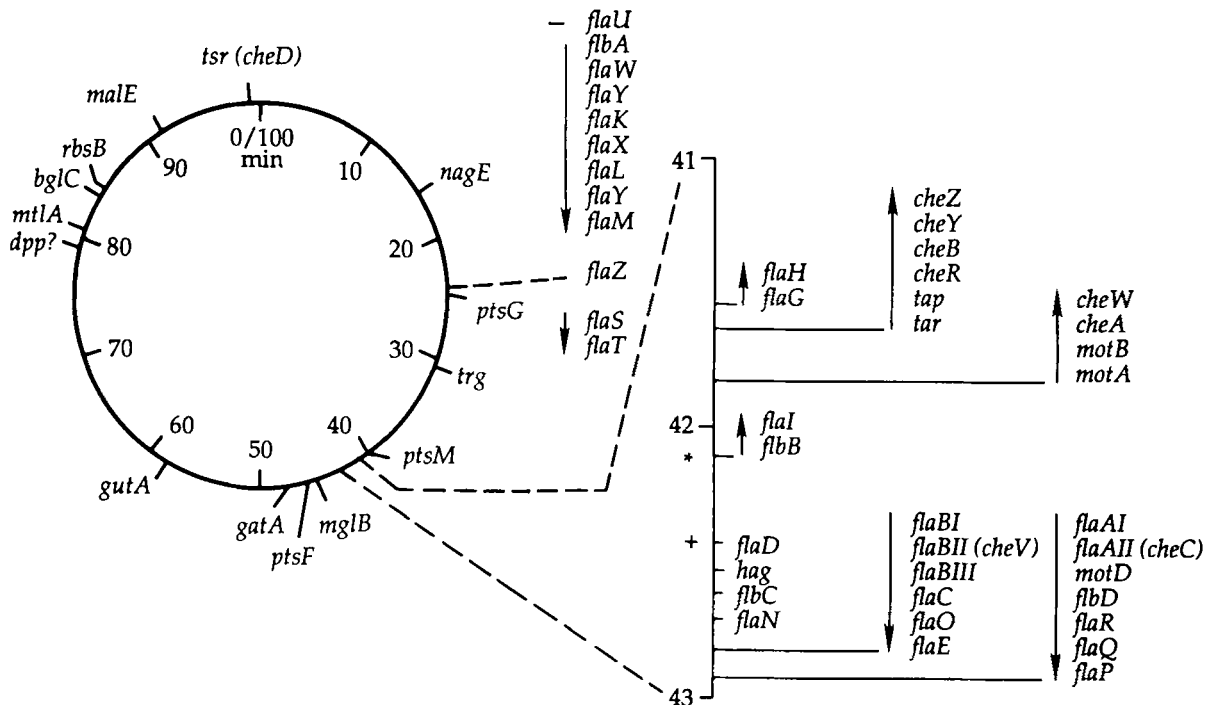 tsr (cheD)
malE
rbsB
bglC
mtlA
dpp?
0/100
min
10
20
30
40
50
60
70
80
90
nagE
ptsG
trg
ptsM
mglB
ptsF
gatA
gutA
– flaU
flbA
flaW
flaY
flaK
flaX
flaL
flaY
flaM
flaZ
flaS
flaT
41
42
*
+
43
flaH
flaG
cheZ
cheY
cheB
cheR
tap
tar
cheW
cheA
motB
motA
flaI
flbB
flaD
hag
flbC
flaN
flaBI
flaBII (cheV)
flaBIII
flaC
flaO
flaE
flaAI
flaAII (cheC)
motD
flbD
flaR
flaQ
flaP